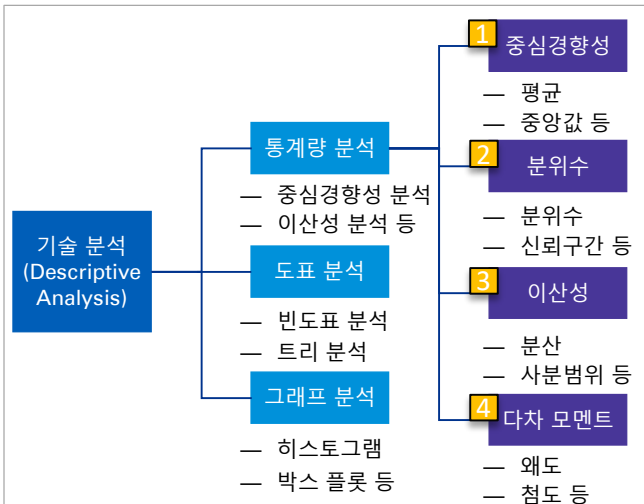 기술 분석
(Descriptive
Analysis)
통계량 분석
— 중심경향성 분석
— 이산성 분석 등
도표 분석
— 빈도표 분석
— 트리 분석
그래프 분석
— 히스토그램
— 박스 플롯 등
1
중심경향성
— 평균
— 중앙값 등
2
분위수
— 분위수
— 신뢰구간 등
3
이산성
— 분산
— 사분범위 등
4
다차 모멘트
— 왜도
— 첨도 등